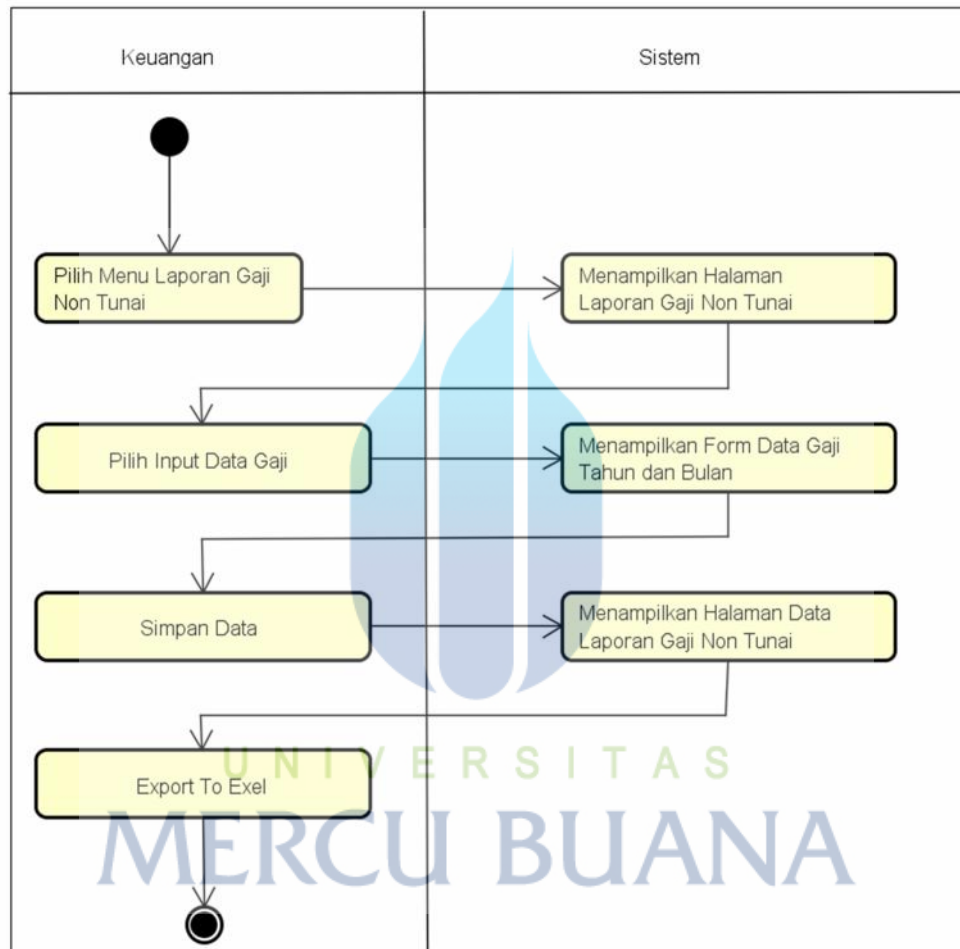 Keuangan
Sistem
Pilih Menu Laporan Gaji
Non Tunai
Menampilkan Halaman
Laporan Gaji Non Tunai
Pilih Input Data Gaji
Menampilkan Form Data Gaji
Tahun dan Bulan
Simpan Data
Menampilkan Halaman Data
Laporan Gaji Non Tunai
Export To Exel
UNIVERSITAS
MERCU BUANA